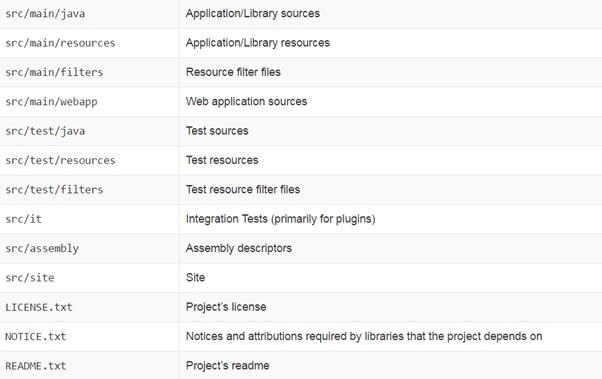 src/main/java Application/Library sources
src/main/resources Application/Library resources
src/main/filters Resource filter files
src/main/webapp Web application sources
src/test/java Test sources
src/test/resources Test resources
src/test/filters Test resource filter files
src/it Integration Tests (primarily for plugins)
src/assembly Assembly descriptors
src/site Site
LICENSE.txt Project’s license
NOTICE.txt Notices and attributions required by libraries that the project depends on
README.txt Project’s readme